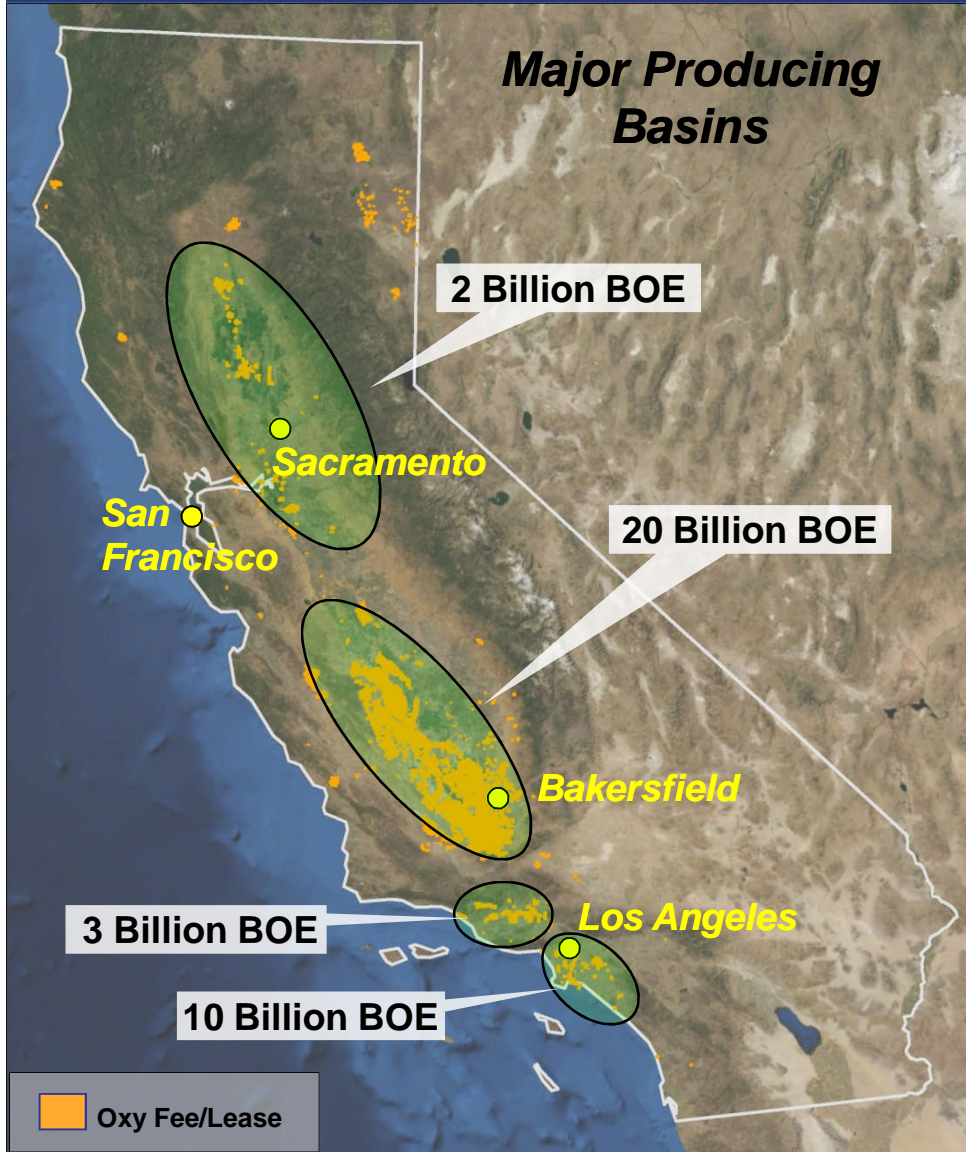 Major Producing
Basins
2 Billion BOE
Sacramento
San
Francisco
20 Billion BOE
Bakersfield
3 Billion BOE
Los Angeles
10 Billion BOE
Oxy Fee/Lease